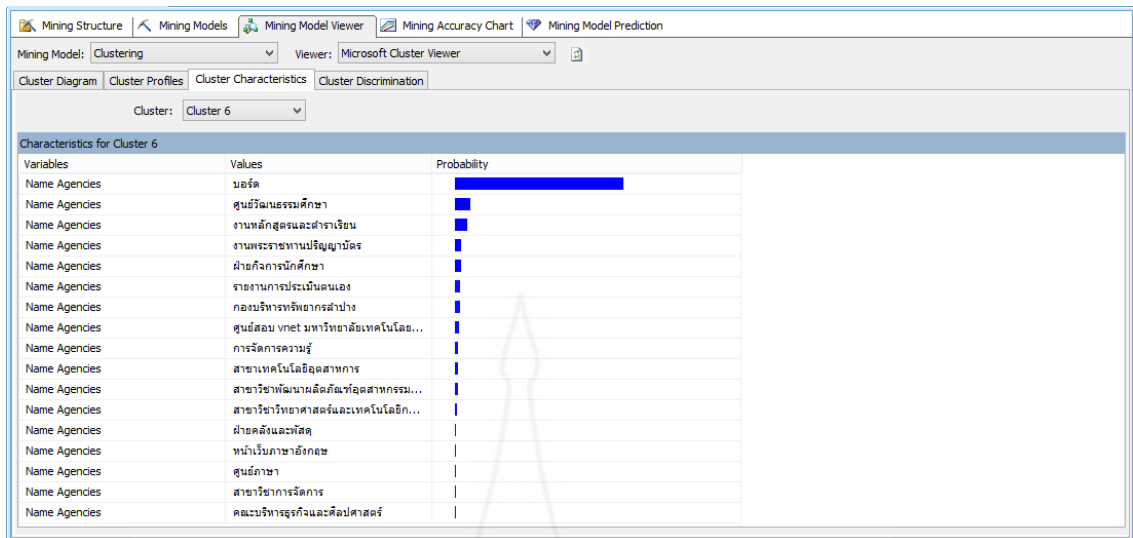 Mining Structure Mining Models Mining Model Viewer Mining Accuracy Chart Mining Model Prediction
Mining Model: Clustering Viewer: Microsoft Cluster Viewer
Cluster Diagram Cluster Profiles Cluster Characteristics Cluster Discrimination
Cluster: Cluster 6
Characteristics for Cluster 6
Variables Values Probability
Name Agencies บอร์ด
Name Agencies ศูนย์วัฒนธรรมศึกษา
Name Agencies งานหลักสูตรและตำราเรียน
Name Agencies งานพระราชทานปริญญาบัตร
Name Agencies ฝ่ายกิจการนักศึกษา
Name Agencies รายงานการประเมินตนเอง
Name Agencies กองบริหารทรัพยากรลำปาง
Name Agencies ศูนย์สอบ vnet มหาวิทยาลัยเทคโนโลย...
Name Agencies การจัดการความรู้
Name Agencies สาขาเทคโนโลยีอุตสาหการ
Name Agencies สาขาวิชาพัฒนาผลิตภัณฑ์อุตสาหกรรม...
Name Agencies สาขาวิชาวิทยาศาสตร์และเทคโนโลยีก...
Name Agencies ฝ่ายคลังและพัสดุ
Name Agencies หน้าเว็บภาษาอังกฤษ
Name Agencies ศูนย์ภาษา
Name Agencies สาขาวิชาการจัดการ
Name Agencies คณะบริหารธุรกิจและศิลปศาสตร์